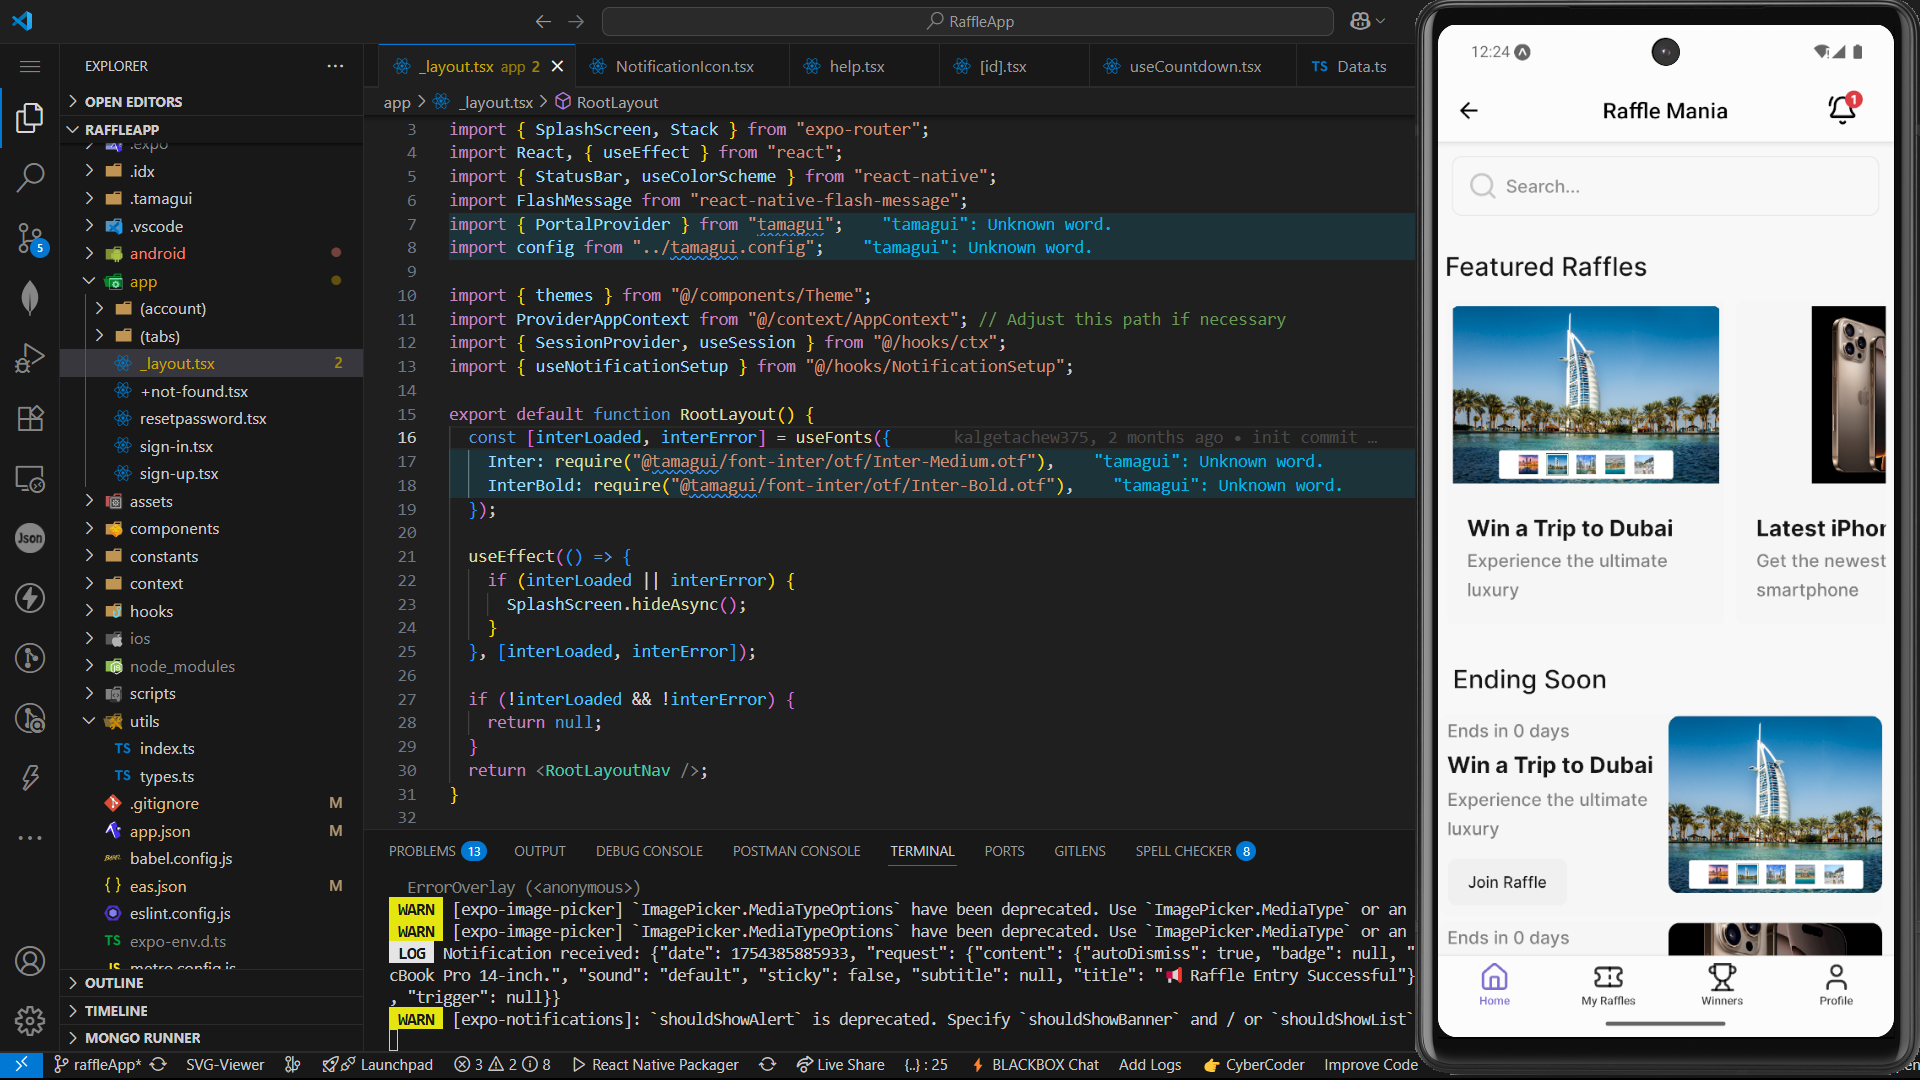 RaffleApp
EXPLORER
OPEN EDITORS
RAFFLEAPP
.expo
.idx
.tamagui
.vscode
android
app
(account)
(tabs)
_layout.tsx 2
+not-found.tsx
resetpassword.tsx
sign-in.tsx
sign-up.tsx
assets
components
constants
context
hooks
ios
node_modules
scripts
utils
TS index.ts
TS types.ts
.gitignore M
app.json M
babel.config.js
{ } eas.json M
eslint.config.js
TS expo-env.d.ts
JS metro.config.js
OUTLINE
TIMELINE
MONGO RUNNER
5
Json
_layout.tsx app 2
NotificationIcon.tsx
help.tsx
[id].tsx
useCountdown.tsx
TS Data.ts
app > _layout.tsx > RootLayout
3 import { SplashScreen, Stack } from "expo-router";
4 import React, { useEffect } from "react";
5 import { StatusBar, useColorScheme } from "react-native";
6 import FlashMessage from "react-native-flash-message";
7 import { PortalProvider } from "tamagui"; "tamagui": Unknown word.
8 import config from "../tamagui.config"; "tamagui": Unknown word.
9
10 import { themes } from "@/components/Theme";
11 import ProviderAppContext from "@/context/AppContext"; // Adjust this path if necessary
12 import { SessionProvider, useSession } from "@/hooks/ctx";
13 import { useNotificationSetup } from "@/hooks/NotificationSetup";
14
15 export default function RootLayout() {
16 const [interLoaded, interError] = useFonts({ kalgetachew375, 2 months ago • init commit …
17 Inter: require("@tamagui/font-inter/otf/Inter-Medium.otf"), "tamagui": Unknown word.
18 InterBold: require("@tamagui/font-inter/otf/Inter-Bold.otf"), "tamagui": Unknown word.
19 });
20
21 useEffect(() => {
22 if (interLoaded || interError) {
23 SplashScreen.hideAsync();
24 }
25 }, [interLoaded, interError]);
26
27 if (!interLoaded && !interError) {
28 return null;
29 }
30 return <RootLayoutNav />;
31 }
32
PROBLEMS 13 OUTPUT DEBUG CONSOLE POSTMAN CONSOLE TERMINAL PORTS GITLENS SPELL CHECKER 8
ErrorOverlay (<anonymous>)
WARN [expo-image-picker] `ImagePicker.MediaTypeOptions` have been deprecated. Use `ImagePicker.MediaType` or an
WARN [expo-image-picker] `ImagePicker.MediaTypeOptions` have been deprecated. Use `ImagePicker.MediaType` or an
LOG Notification received: {"date": 1754385885933, "request": {"content": {"autoDismiss": true, "badge": null, "
cBook Pro 14-inch.", "sound": "default", "sticky": false, "subtitle": null, "title": "📢 Raffle Entry Successful"}
, "trigger": null}}
WARN [expo-notifications]: `shouldShowAlert` is deprecated. Specify `shouldShowBanner` and / or `shouldShowList`
raffleApp* SVG-Viewer Launchpad 3 2 8 React Native Packager Live Share {..} : 25 BLACKBOX Chat Add Logs 👉 CyberCoder Improve Code
12:24
Raffle Mania
1
Search...
Featured Raffles
Win a Trip to Dubai
Experience the ultimate
luxury
Latest iPhon
Get the newest
smartphone
Ending Soon
Ends in 0 days
Win a Trip to Dubai
Experience the ultimate
luxury
Join Raffle
Ends in 0 days
Home
My Raffles
Winners
Profile